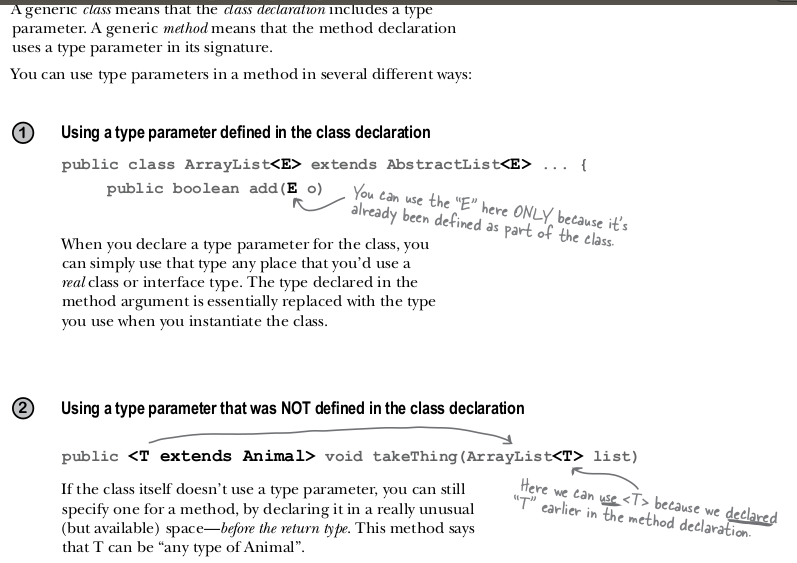 A generic class means that the class declaration includes a type
parameter. A generic method means that the method declaration
uses a type parameter in its signature.
You can use type parameters in a method in several different ways:
1 Using a type parameter defined in the class declaration
public class ArrayList<E> extends AbstractList<E> ... {
public boolean add(E o)
You can use the "E" here ONLY because it's
already been defined as part of the class.
When you declare a type parameter for the class, you
can simply use that type any place that you'd use a
real class or interface type. The type declared in the
method argument is essentially replaced with the type
you use when you instantiate the class.
2 Using a type parameter that was NOT defined in the class declaration
public <T extends Animal> void takeThing(ArrayList<T> list)
Here we can use <T> because we declared
"T" earlier in the method declaration.
If the class itself doesn't use a type parameter, you can still
specify one for a method, by declaring it in a really unusual
(but available) space—before the return type. This method says
that T can be "any type of Animal".